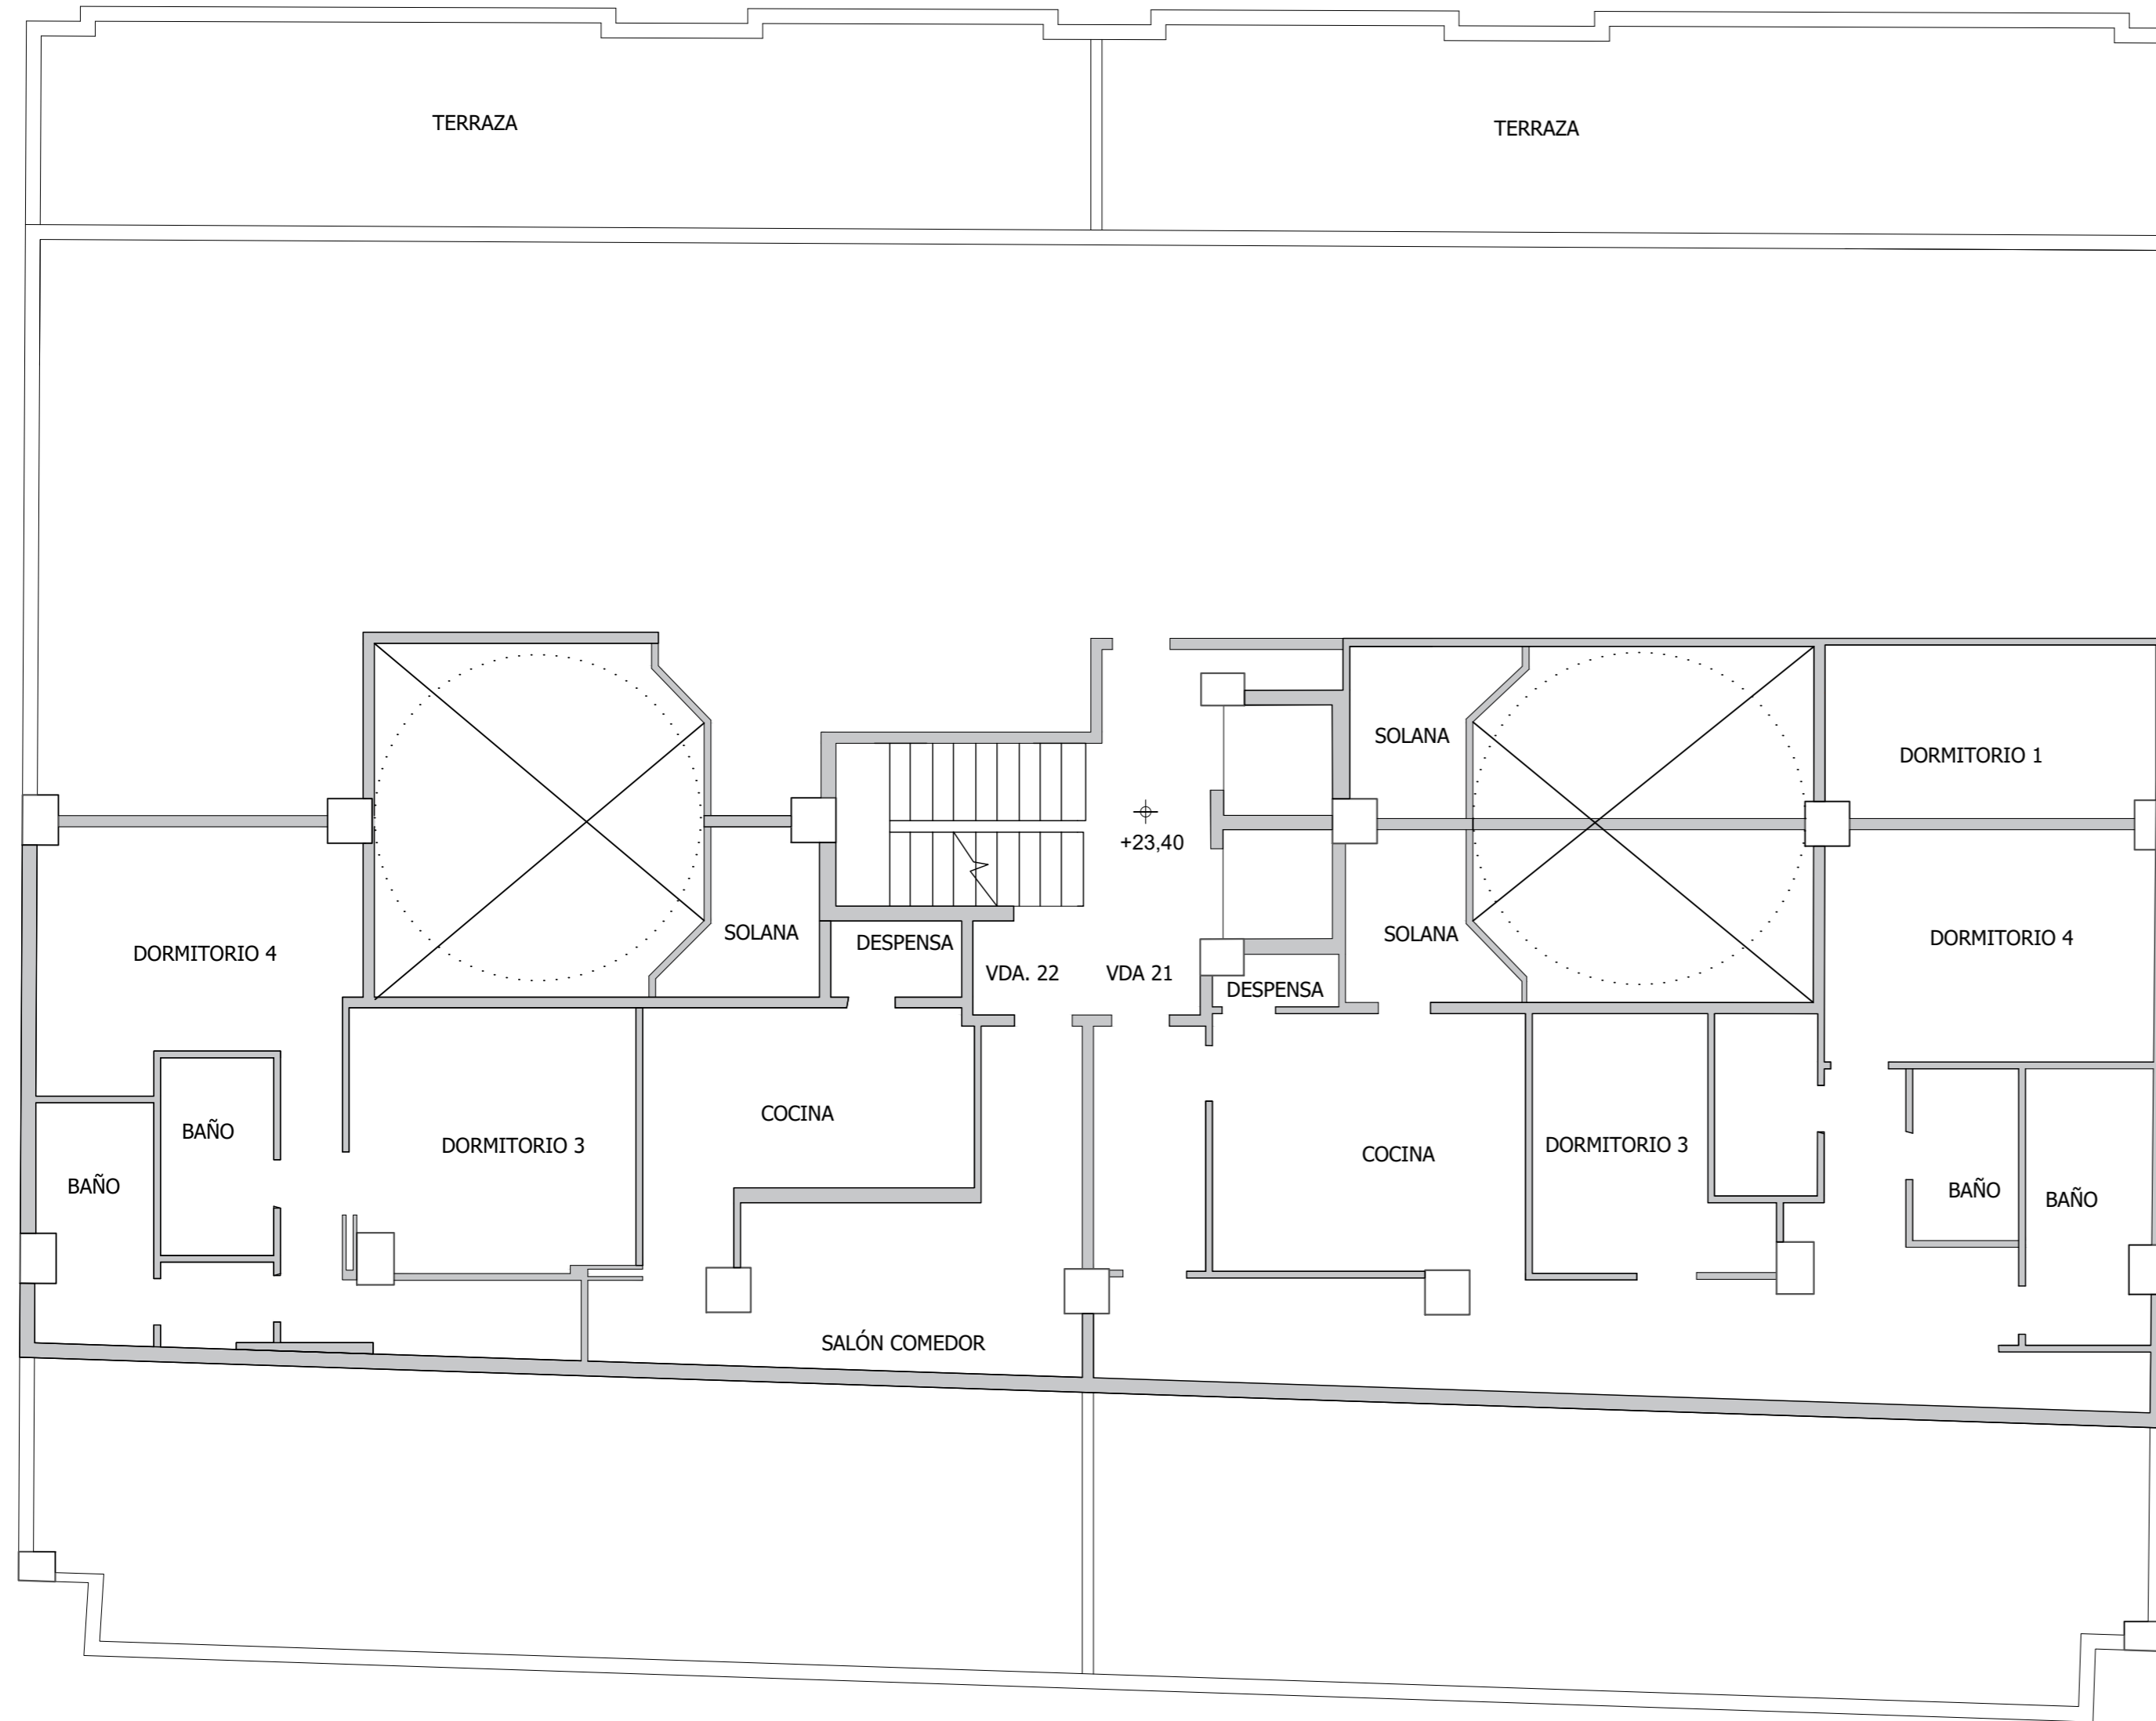 TERRAZA
TERRAZA
SOLANA
DORMITORIO 1
+23,40
SOLANA
DESPENSA
SOLANA
DORMITORIO 4
DORMITORIO 4
VDA. 22
VDA 21
DESPENSA
COCINA
BAÑO
DORMITORIO 3
DORMITORIO 3
COCINA
BAÑO
BAÑO
BAÑO
SALÓN COMEDOR